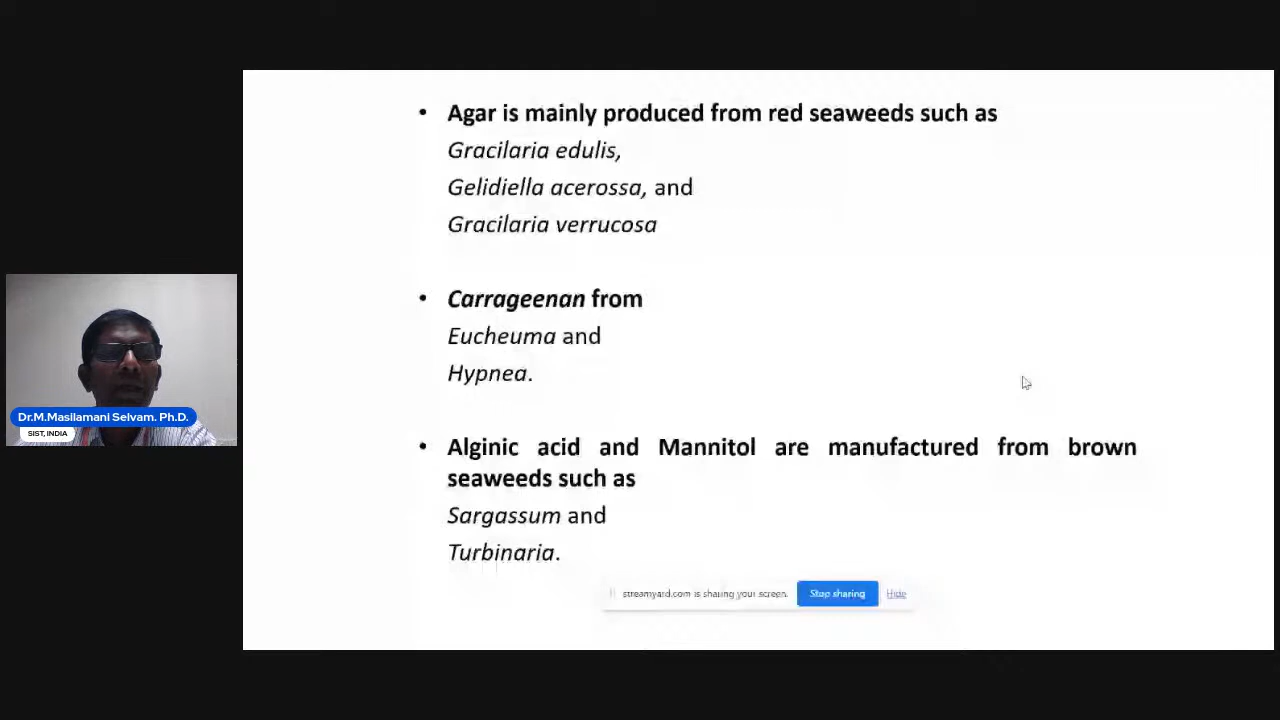 • Agar is mainly produced from red seaweeds such as
Gracilaria edulis,
Gelidiella acerossa, and
Gracilaria verrucosa
• Carrageenan from
Eucheuma and
Hypnea.
• Alginic acid and Mannitol are manufactured from brown
seaweeds such as
Sargassum and
Turbinaria.
streamyard.com is sharing your screen. Stop sharing Hide
Dr.M.Masilamani Selvam. Ph.D.
SIST, INDIA